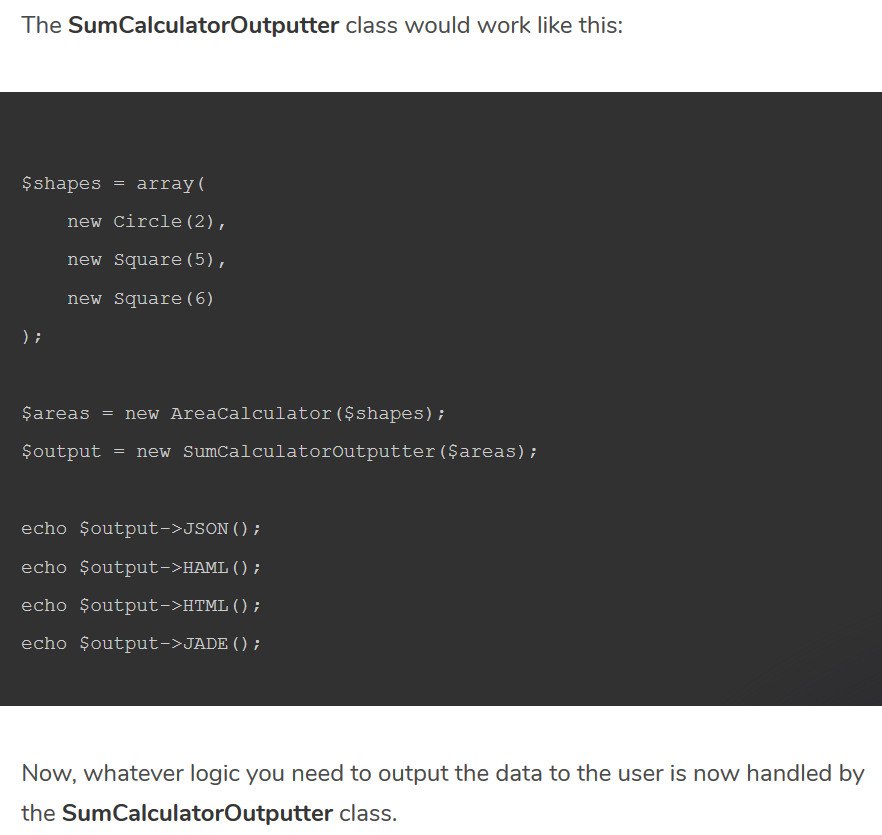 The SumCalculatorOutputter class would work like this:
$shapes = array(
    new Circle(2),
    new Square(5),
    new Square(6)
);
$areas = new AreaCalculator($shapes);
$output = new SumCalculatorOutputter($areas);
echo $output->JSON();
echo $output->HAML();
echo $output->HTML();
echo $output->JADE();
Now, whatever logic you need to output the data to the user is now handled by
the SumCalculatorOutputter class.